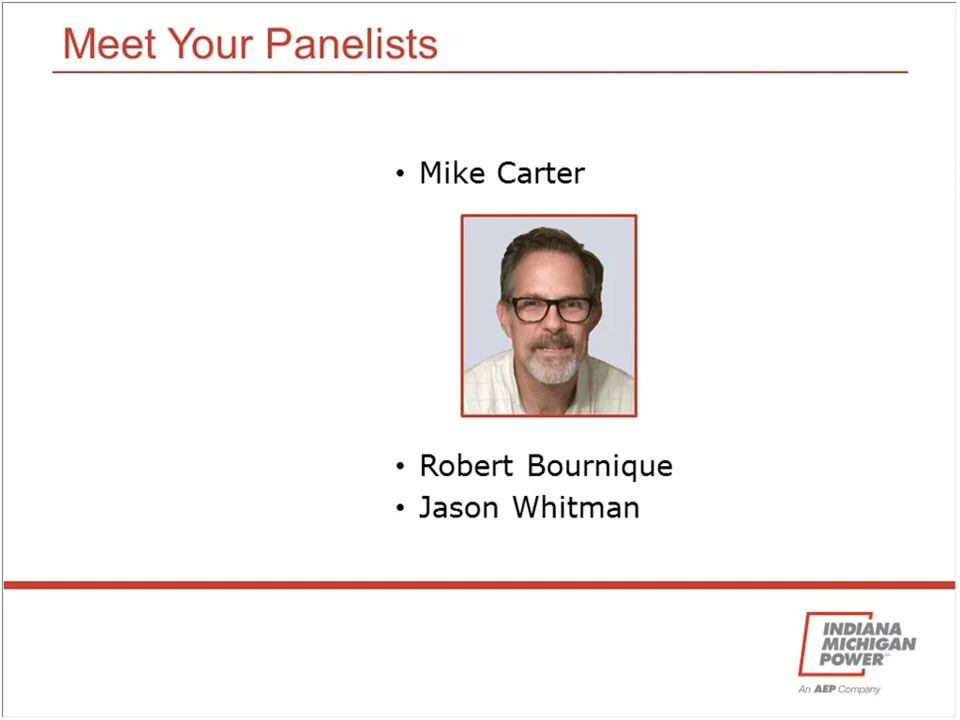 Meet Your Panelists
• Mike Carter
• Robert Bournique
• Jason Whitman
INDIANA
MICHIGAN
POWER
An AEP Company